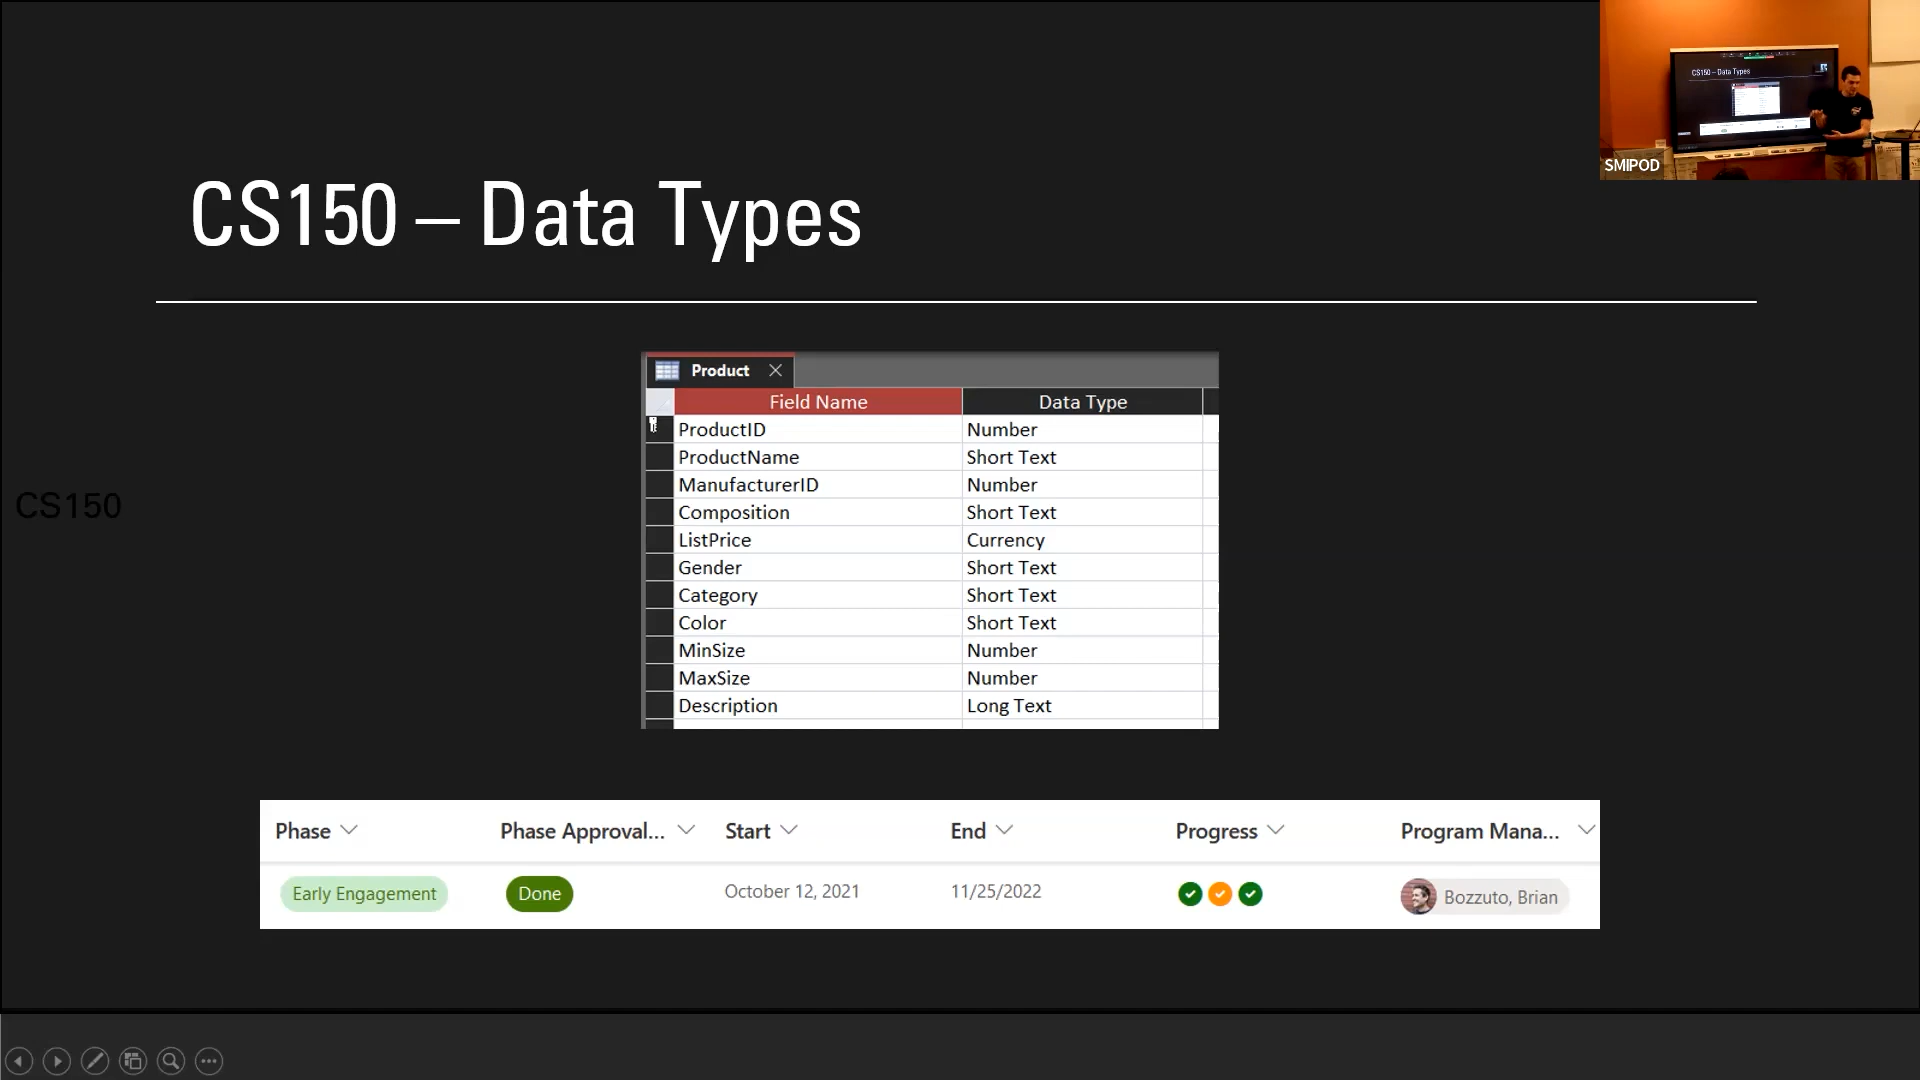 CS150 – Data Types
CS150 – Data Types
SMIPOD
CS150
Product
Field Name Data Type
ProductID Number
ProductName Short Text
ManufacturerID Number
Composition Short Text
ListPrice Currency
Gender Short Text
Category Short Text
Color Short Text
MinSize Number
MaxSize Number
Description Long Text
Phase Phase Approval... Start End Progress Program Mana...
Early Engagement Done October 12, 2021 11/25/2022 Bozzuto, Brian